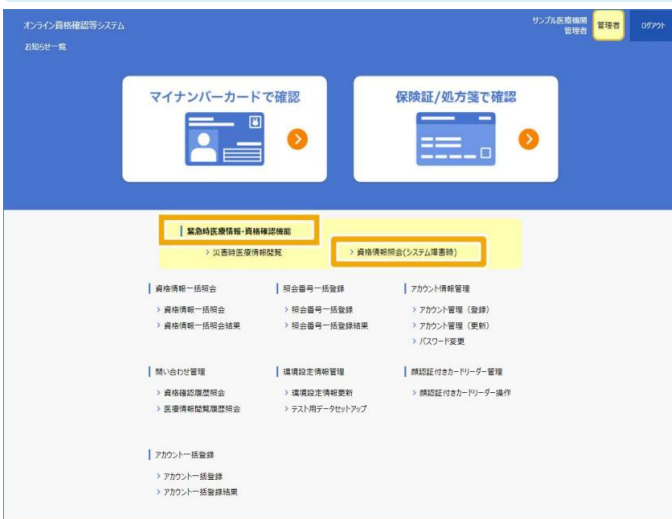 オンライン資格確認等システム
サンプル医療機関
管理者
管理者
ログアウト
お知らせ一覧
マイナンバーカードで確認
保険証/処方箋で確認
緊急時医療情報・資格確認機能
> 災害時医療情報閲覧
> 資格情報照会(システム障害時)
資格情報一括照会
> 資格情報一括照会
> 資格情報一括照会結果
照会番号一括登録
> 照会番号一括登録
> 照会番号一括登録結果
アカウント情報管理
> アカウント管理（登録）
> アカウント管理（更新）
> パスワード変更
問い合わせ管理
> 資格確認履歴照会
> 医療情報閲覧履歴照会
環境設定情報管理
> 環境設定情報更新
> テスト用データセットアップ
顔認証付きカードリーダー管理
> 顔認証付きカードリーダー操作
アカウント一括登録
> アカウント一括登録
> アカウント一括登録結果